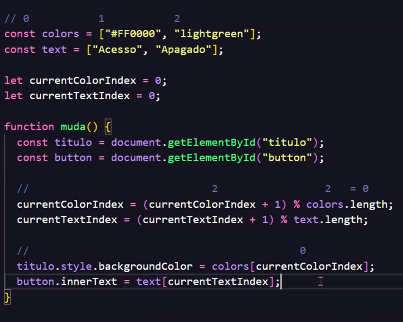 // 0 1 2
const colors = ["#FF0000", "lightgreen"];
const text = ["Acesso", "Apagado"];
let currentColorIndex = 0;
let currentTextIndex = 0;
function muda() {
const titulo = document.getElementById("titulo");
const button = document.getElementById("button");
// 2 2 = 0
currentColorIndex = (currentColorIndex + 1) % colors.length;
currentTextIndex = (currentTextIndex + 1) % text.length;
// 0
titulo.style.backgroundColor = colors[currentColorIndex];
button.innerText = text[currentTextIndex];
}